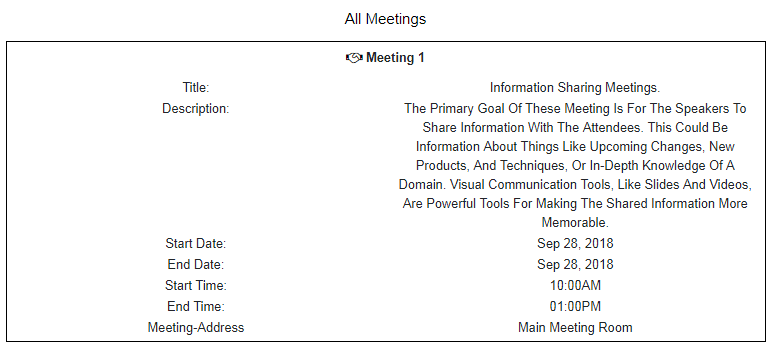 All Meetings
Meeting 1
Title: Information Sharing Meetings.
Description: The Primary Goal Of These Meeting Is For The Speakers To
Share Information With The Attendees. This Could Be
Information About Things Like Upcoming Changes, New
Products, And Techniques, Or In-Depth Knowledge Of A
Domain. Visual Communication Tools, Like Slides And Videos,
Are Powerful Tools For Making The Shared Information More
Memorable.
Start Date: Sep 28, 2018
End Date: Sep 28, 2018
Start Time: 10:00AM
End Time: 01:00PM
Meeting-Address Main Meeting Room